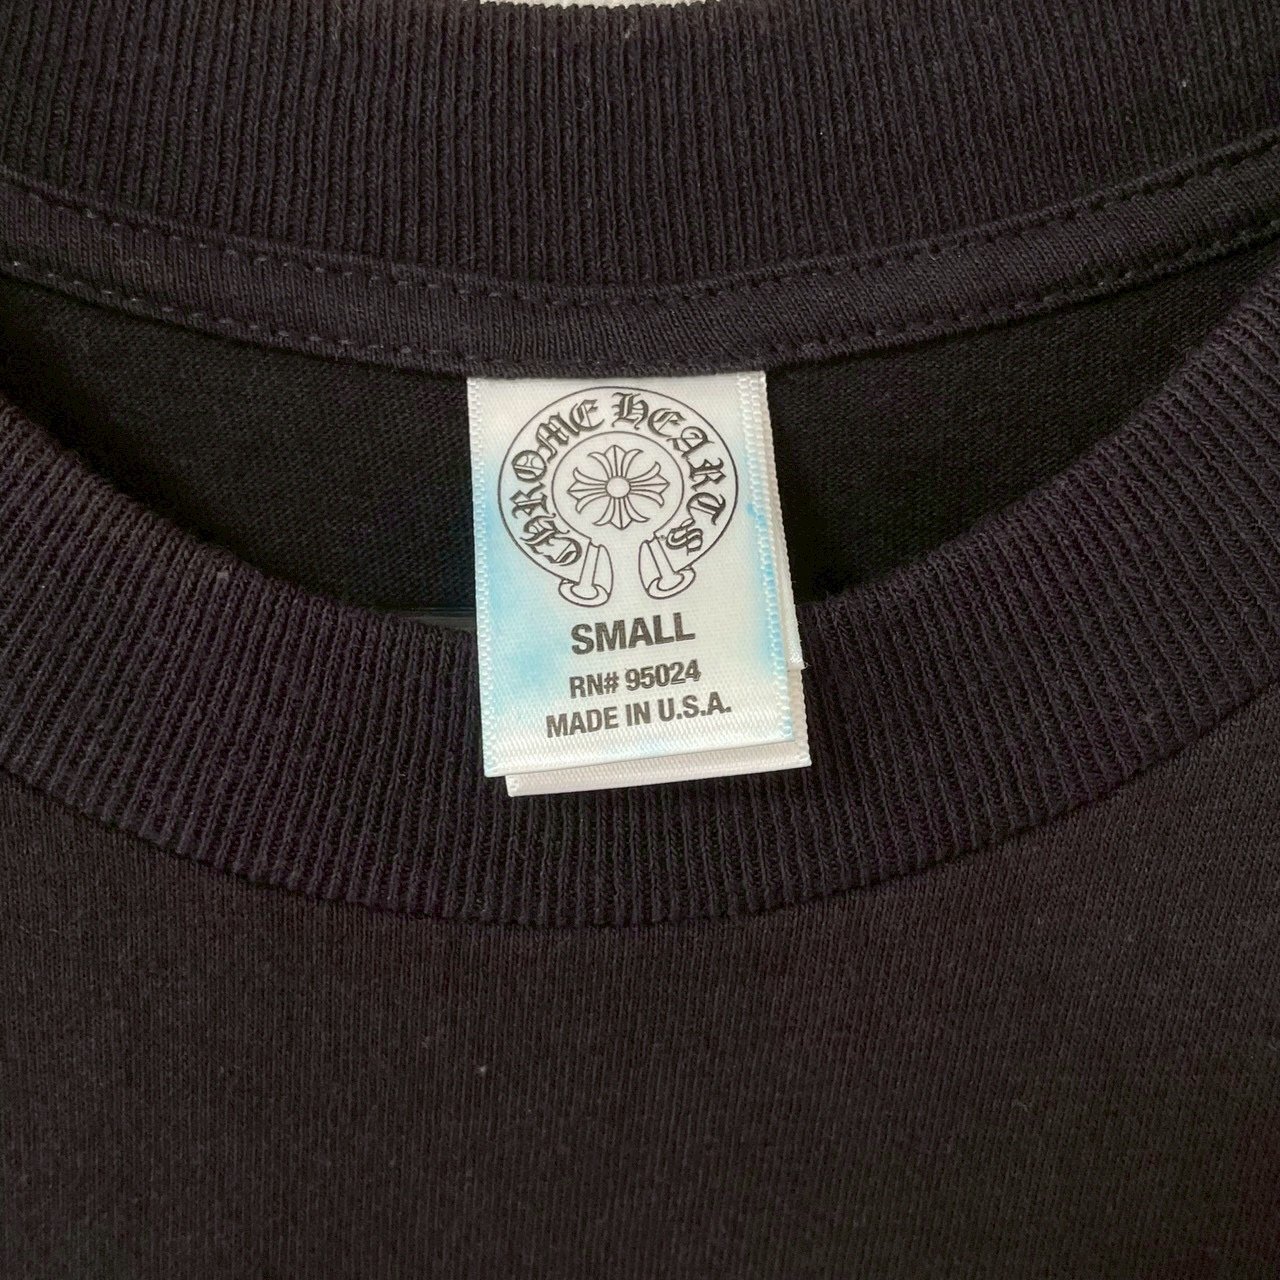 CHROME HEARTS
SMALL
RN# 95024
MADE IN U.S.A.